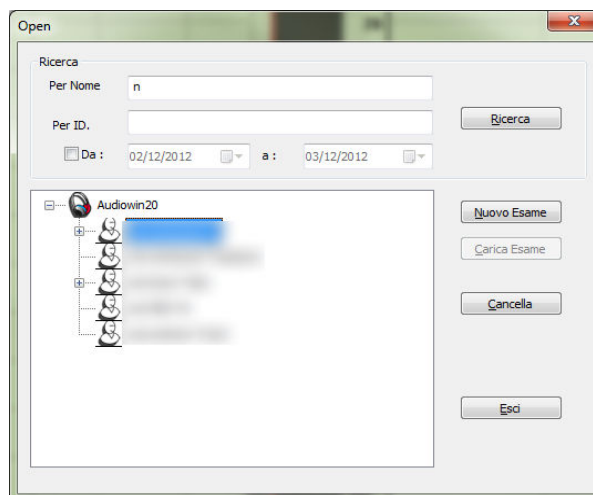 Open
Ricerca
Per Nome n
Per ID. Ricerca
Da : 02/12/2012 a : 03/12/2012
Audiowin20
Nuovo Esame
Carica Esame
Cancella
Esci